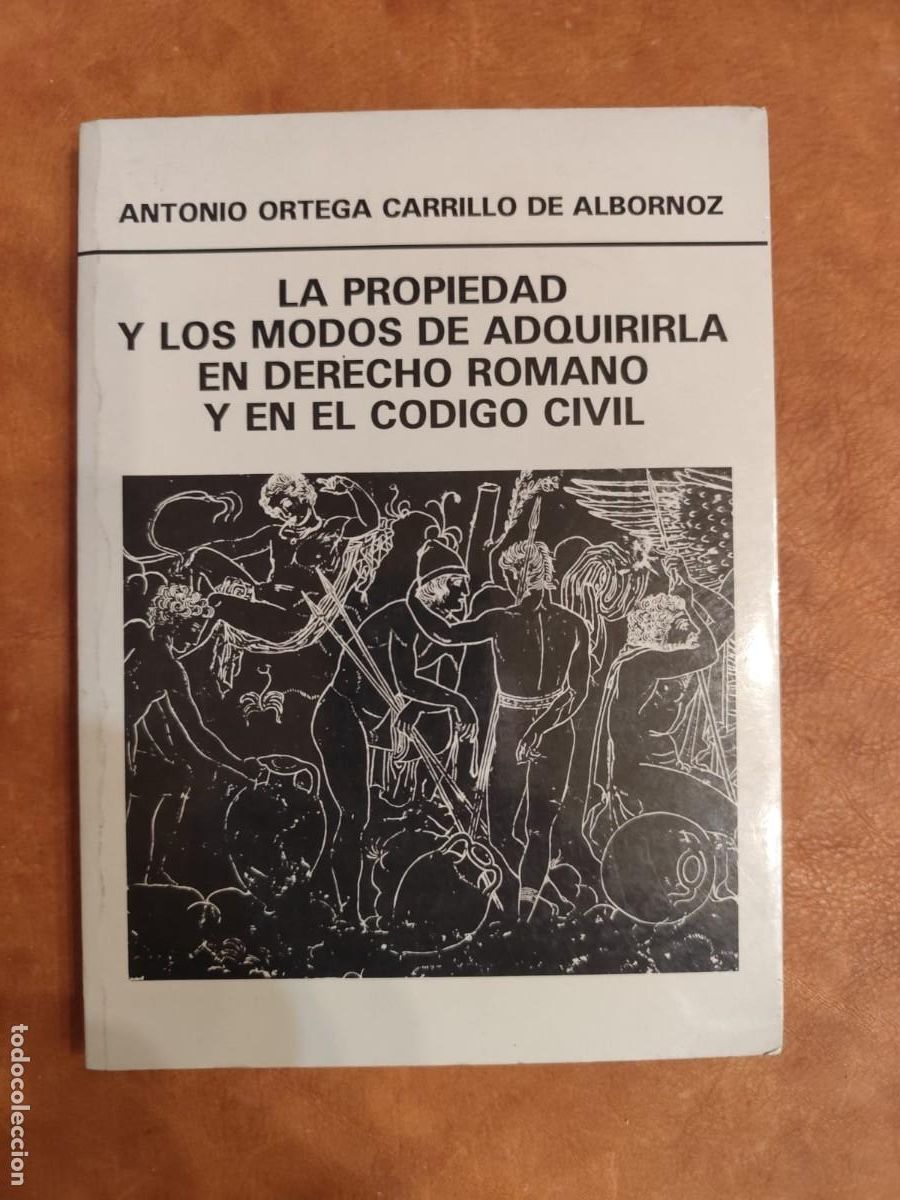 ANTONIO ORTEGA CARRILLO DE ALBORNOZ
LA PROPIEDAD
Y LOS MODOS DE ADQUIRIRLA
EN DERECHO ROMANO
Y EN EL CODIGO CIVIL
todocoleccion